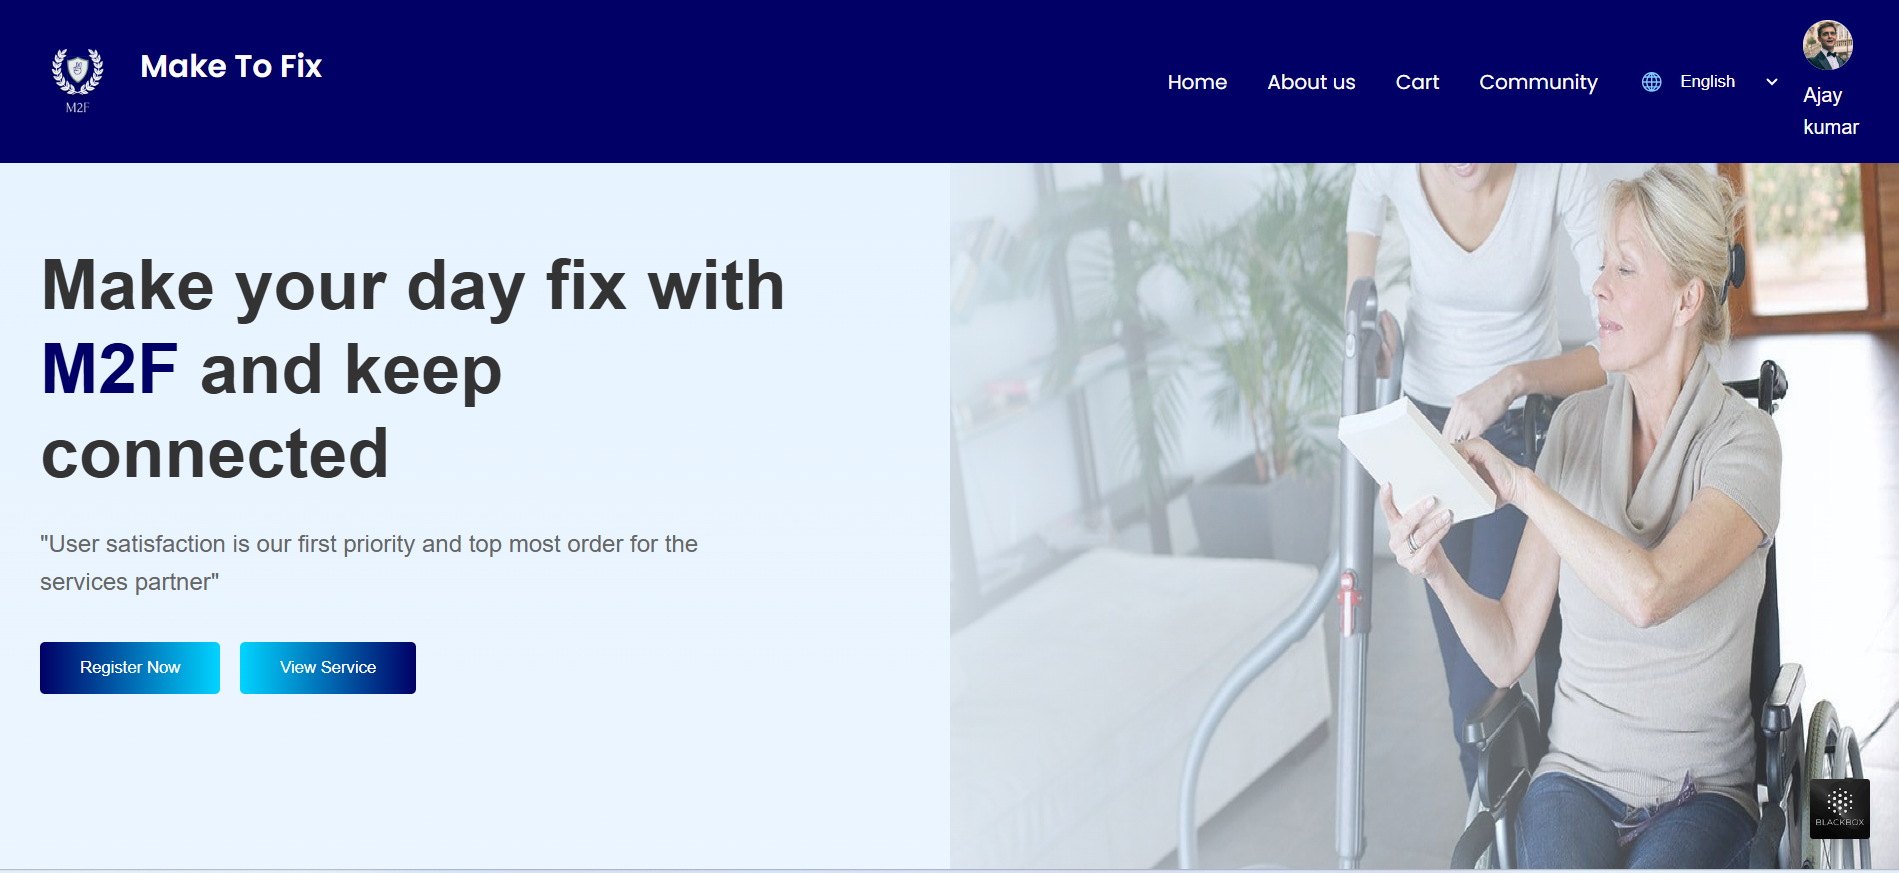 M2F
Make To Fix
Home
About us
Cart
Community
English
Ajay
kumar
Make your day fix with
M2F and keep
connected
"User satisfaction is our first priority and top most order for the
services partner"
Register Now
View Service
BLACKBOX